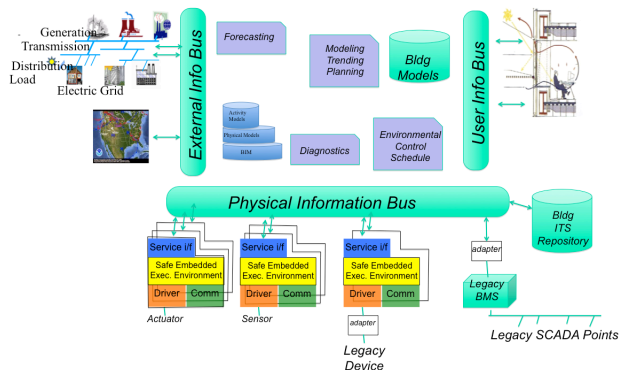 Generation
Transmission
Distribution
Load
Electric Grid
External Info Bus
Forecasting
Modeling
Trending
Planning
Bldg
Models
User Info Bus
Activity
Models
Physical Models
BIM
Diagnostics
Environmental
Control
Schedule
Physical Information Bus
Bldg
ITS
Repository
Service i/f
Safe Embedded
Exec. Environment
Driver
Comm
Actuator
Service i/f
Safe Embedded
Exec. Environment
Driver
Comm
Sensor
Service i/f
Safe Embedded
Exec. Environment
Driver
Comm
adapter
Legacy
Device
adapter
Legacy
BMS
Legacy SCADA Points